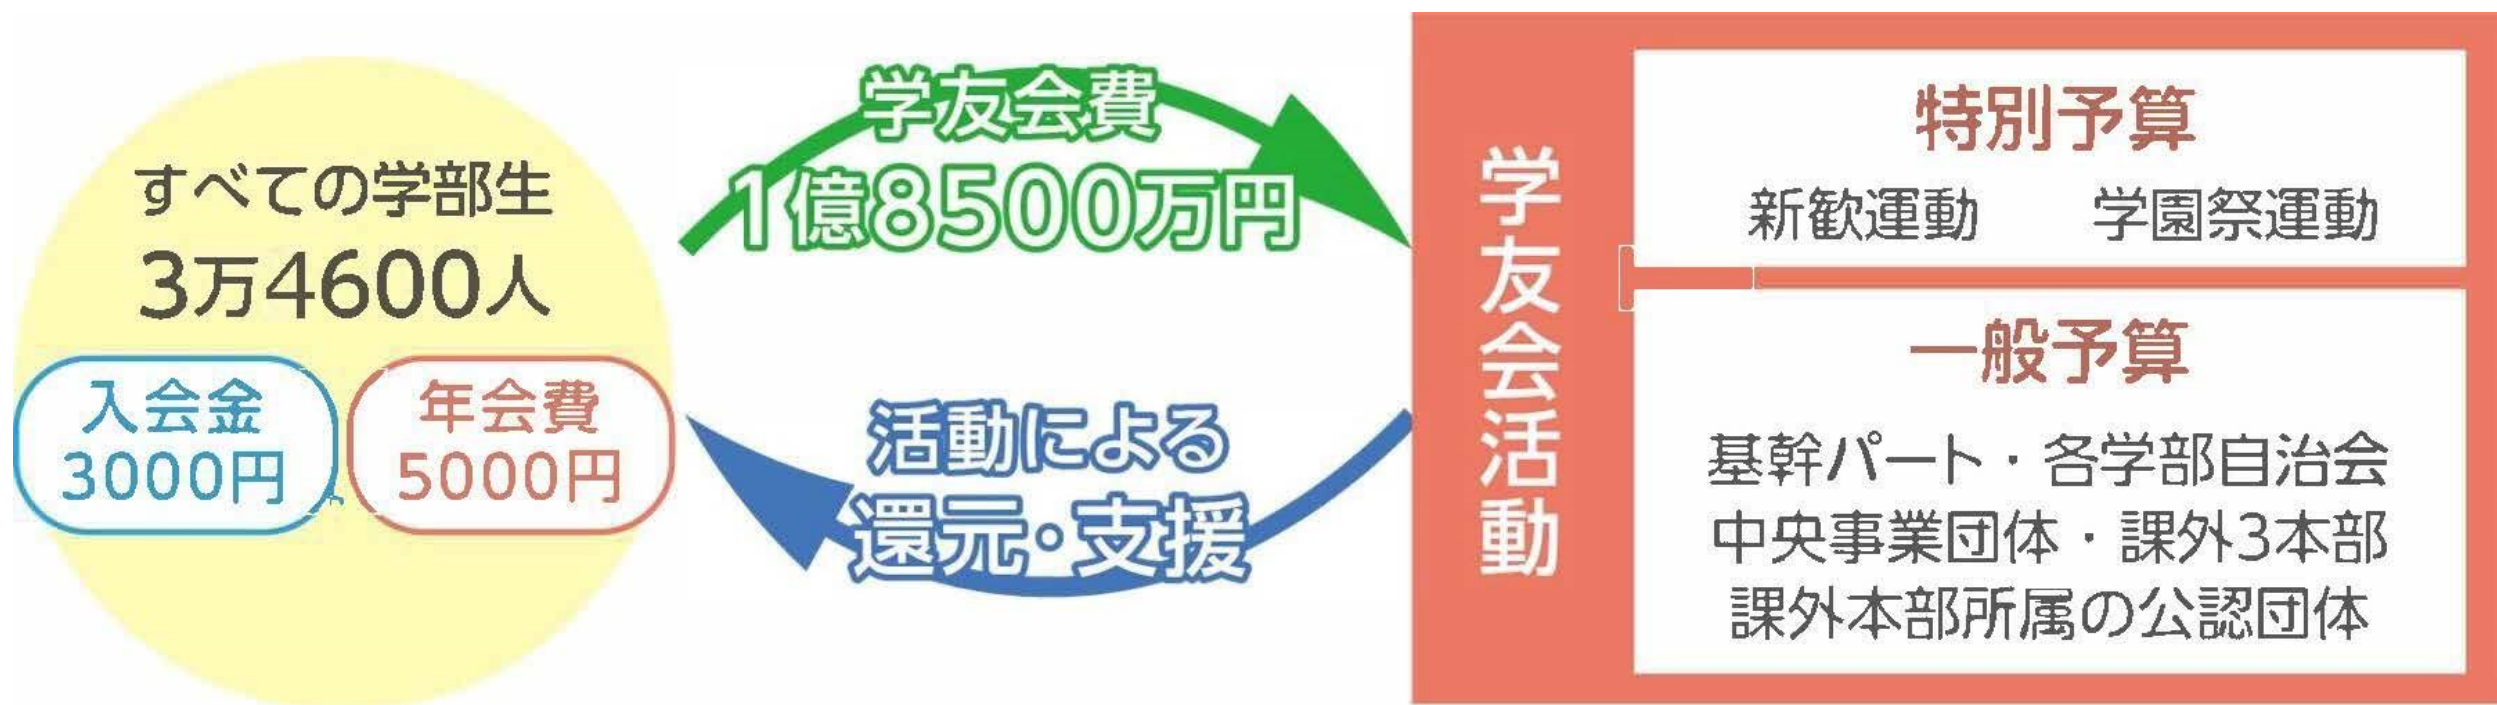 すべての学部生
3万4600人
入会金
3000円
年会費
5000円
学友会費
1億8500万円
活動による
還元・支援
学友会活動
特別予算
新歓運動　学園祭運動
一般予算
基幹パート・各学部自治会
中央事業団体・課外3本部
課外本部所属の公認団体